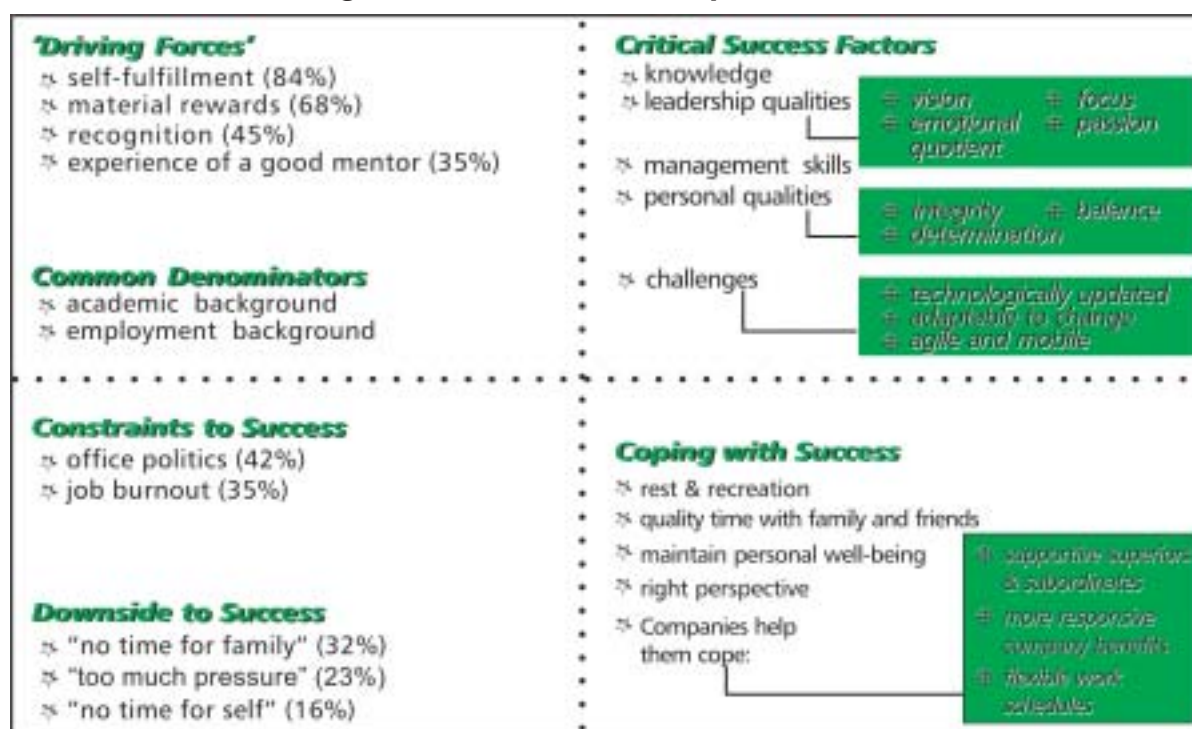 'Driving Forces'
self-fulfillment (84%)
material rewards (68%)
recognition (45%)
experience of a good mentor (35%)
Common Denominators
academic background
employment background
Critical Success Factors
knowledge
leadership qualities
vision
focus
emotional
passion
quotient
management skills
personal qualities
integrity
balance
determination
challenges
technologically updated
adaptable to change
agile and mobile
Constraints to Success
office politics (42%)
job burnout (35%)
Downside to Success
"no time for family" (32%)
"too much pressure" (23%)
"no time for self" (16%)
Coping with Success
rest & recreation
quality time with family and friends
maintain personal well-being
right perspective
Companies help
them cope:
supportive superiors
& subordinates
more responsive
company benefits
flexible work
schedules